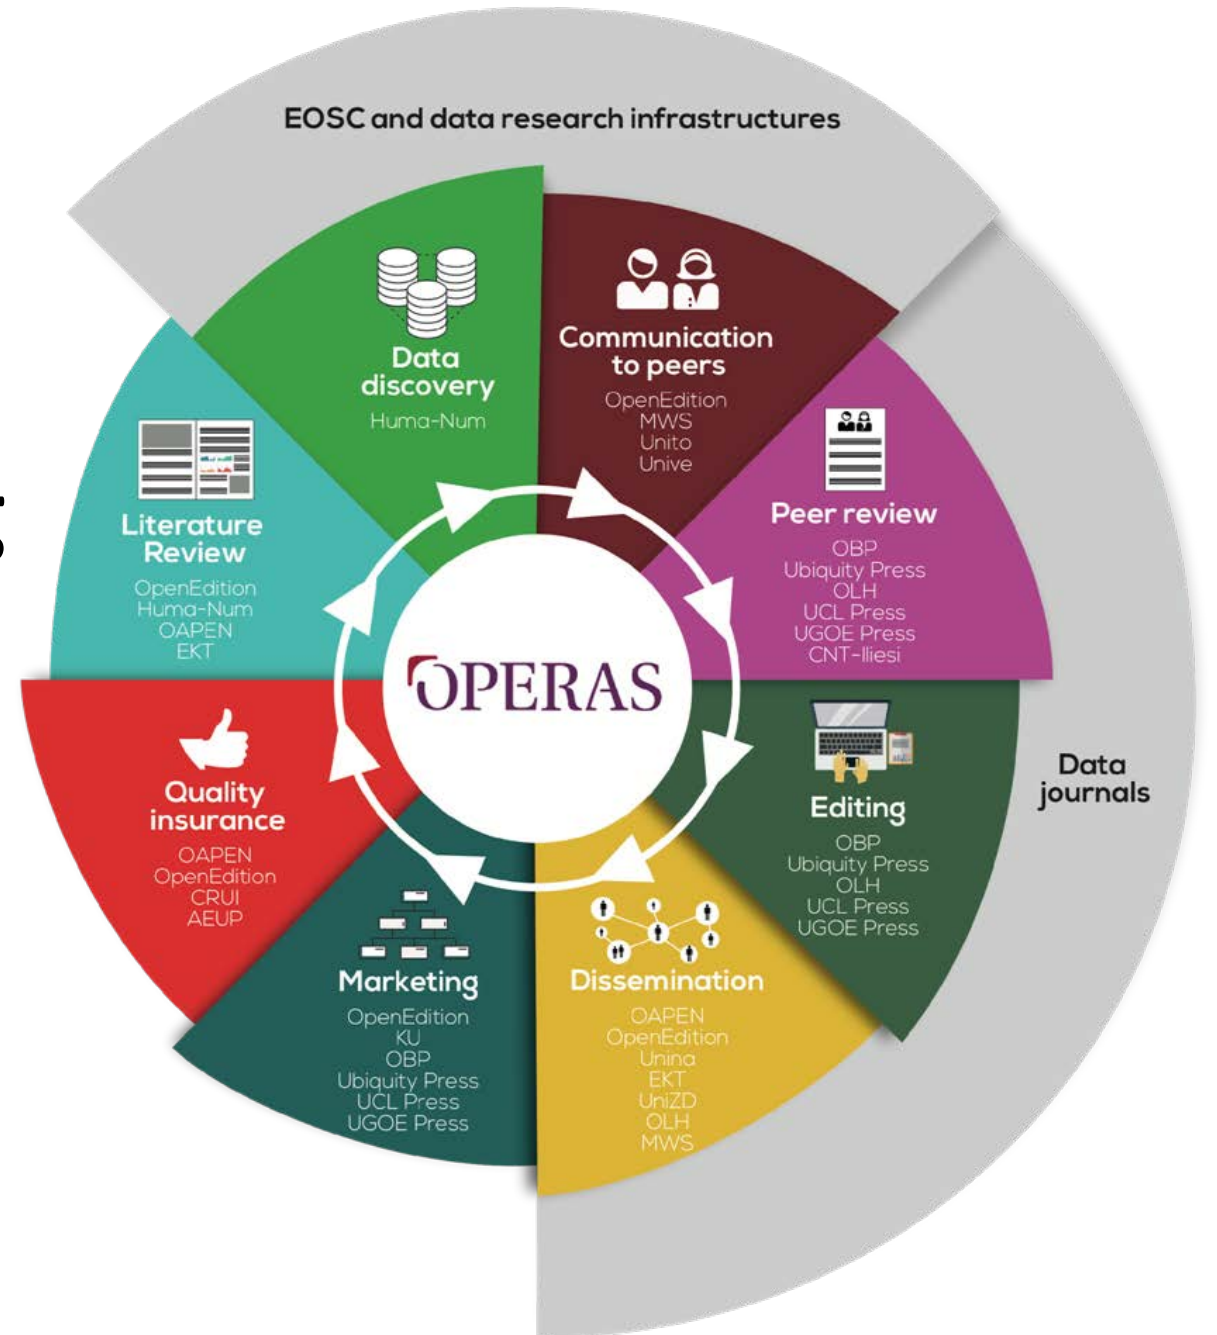 EOSC and data research infrastructures
Data
discovery
Huma-Num
Communication
to peers
OpenEdition
MWS
Unito
Unive
Peer review
OBP
Ubiquity Press
OLH
UCL Press
UGOE Press
CNT-Iliesi
Data
journals
Editing
OBP
Ubiquity Press
OLH
UCL Press
UGOE Press
Dissemination
OAPEN
OpenEdition
Unina
EKT
UniZD
OLH
MWS
Marketing
OpenEdition
KU
OBP
Ubiquity Press
UCL Press
UGOE Press
Quality
insurance
OAPEN
OpenEdition
CRUI
AEUP
Literature
Review
OpenEdition
Huma-Num
OAPEN
EKT
OPERAS